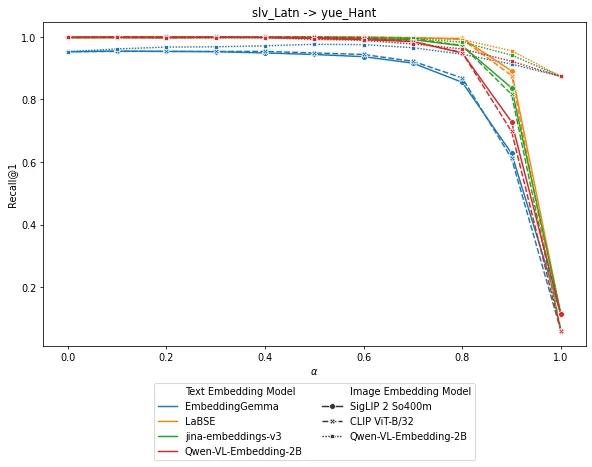 slv_Latn -> yue_Hant
Recall@1
1.0
0.8
0.6
0.4
0.2
0.0 0.2 0.4 0.6 0.8 1.0
α
Text Embedding Model
EmbeddingGemma
LaBSE
jina-embeddings-v3
Qwen-VL-Embedding-2B
Image Embedding Model
SigLIP 2 So400m
CLIP ViT-B/32
Qwen-VL-Embedding-2B